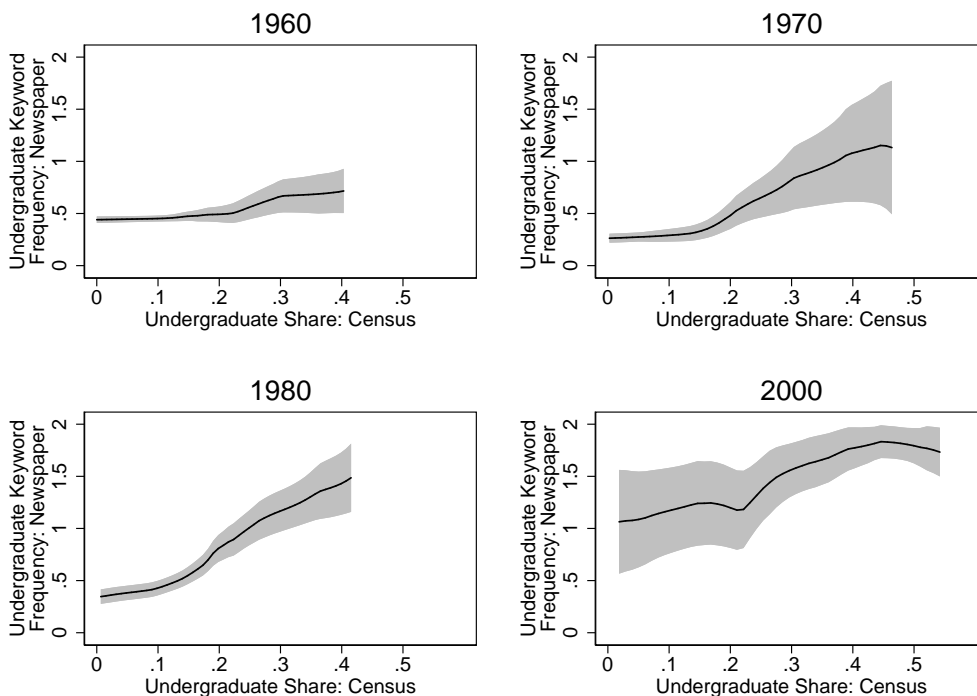 1960
Undergraduate Keyword
Frequency: Newspaper
2
1.5
1
.5
0
0 .1 .2 .3 .4 .5
Undergraduate Share: Census
1970
Undergraduate Keyword
Frequency: Newspaper
2
1.5
1
.5
0
0 .1 .2 .3 .4 .5
Undergraduate Share: Census
1980
Undergraduate Keyword
Frequency: Newspaper
2
1.5
1
.5
0
0 .1 .2 .3 .4 .5
Undergraduate Share: Census
2000
Undergraduate Keyword
Frequency: Newspaper
2
1.5
1
.5
0
0 .1 .2 .3 .4 .5
Undergraduate Share: Census